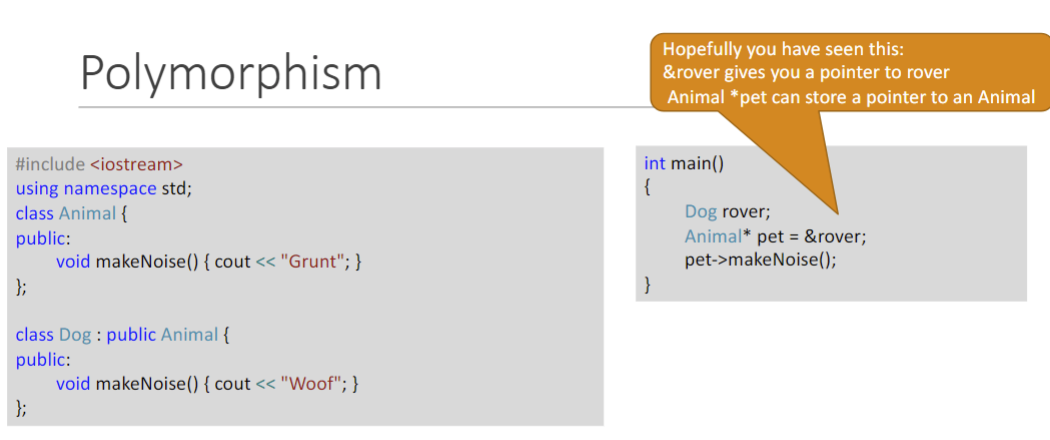 Polymorphism
Hopefully you have seen this:
&rover gives you a pointer to rover
Animal *pet can store a pointer to an Animal
#include <iostream>
using namespace std;
class Animal {
public:
void makeNoise() { cout << "Grunt"; }
};
class Dog : public Animal {
public:
void makeNoise() { cout << "Woof"; }
};
int main()
{
Dog rover;
Animal* pet = &rover;
pet->makeNoise();
}